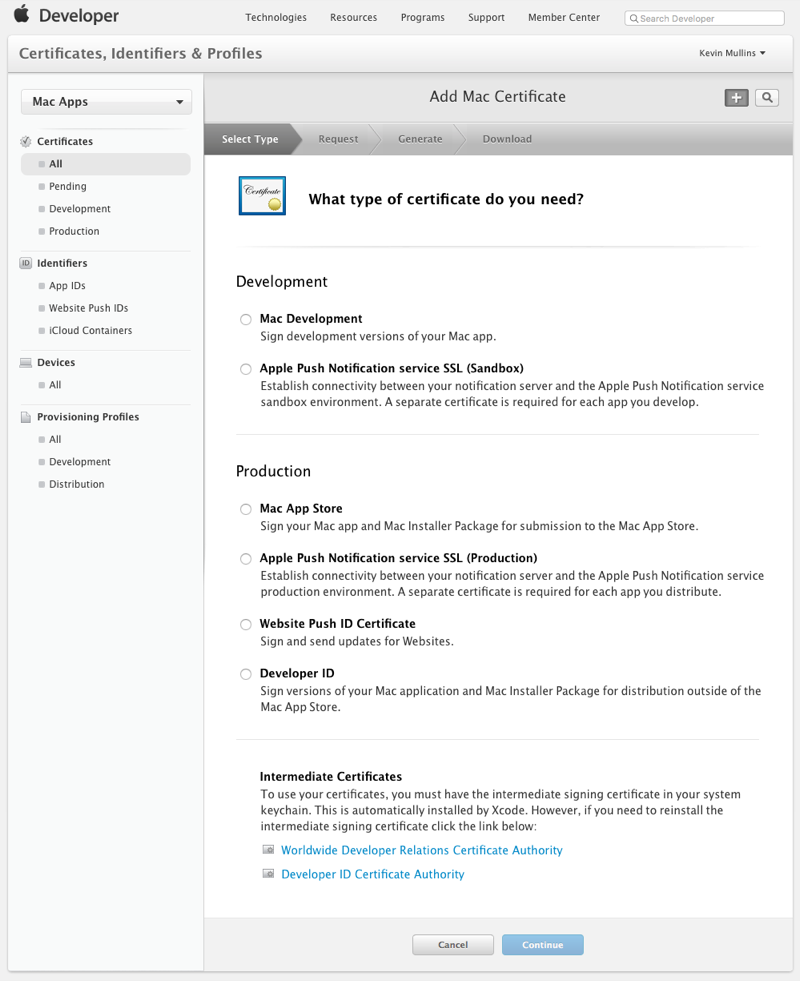 Developer
Technologies
Resources
Programs
Support
Member Center
Search Developer
Certificates, Identifiers & Profiles
Kevin Mullins
Mac Apps
Certificates
All
Pending
Development
Production
ID
Identifiers
App IDs
Website Push IDs
iCloud Containers
Devices
All
Provisioning Profiles
All
Development
Distribution
Add Mac Certificate
Select Type
Request
Generate
Download
Certificate
What type of certificate do you need?
Development
Mac Development
Sign development versions of your Mac app.
Apple Push Notification service SSL (Sandbox)
Establish connectivity between your notification server and the Apple Push Notification service
sandbox environment. A separate certificate is required for each app you develop.
Production
Mac App Store
Sign your Mac app and Mac Installer Package for submission to the Mac App Store.
Apple Push Notification service SSL (Production)
Establish connectivity between your notification server and the Apple Push Notification service
production environment. A separate certificate is required for each app you distribute.
Website Push ID Certificate
Sign and send updates for Websites.
Developer ID
Sign versions of your Mac application and Mac Installer Package for distribution outside of the
Mac App Store.
Intermediate Certificates
To use your certificates, you must have the intermediate signing certificate in your system
keychain. This is automatically installed by Xcode. However, if you need to reinstall the
intermediate signing certificate click the link below:
Worldwide Developer Relations Certificate Authority
Developer ID Certificate Authority
Cancel
Continue